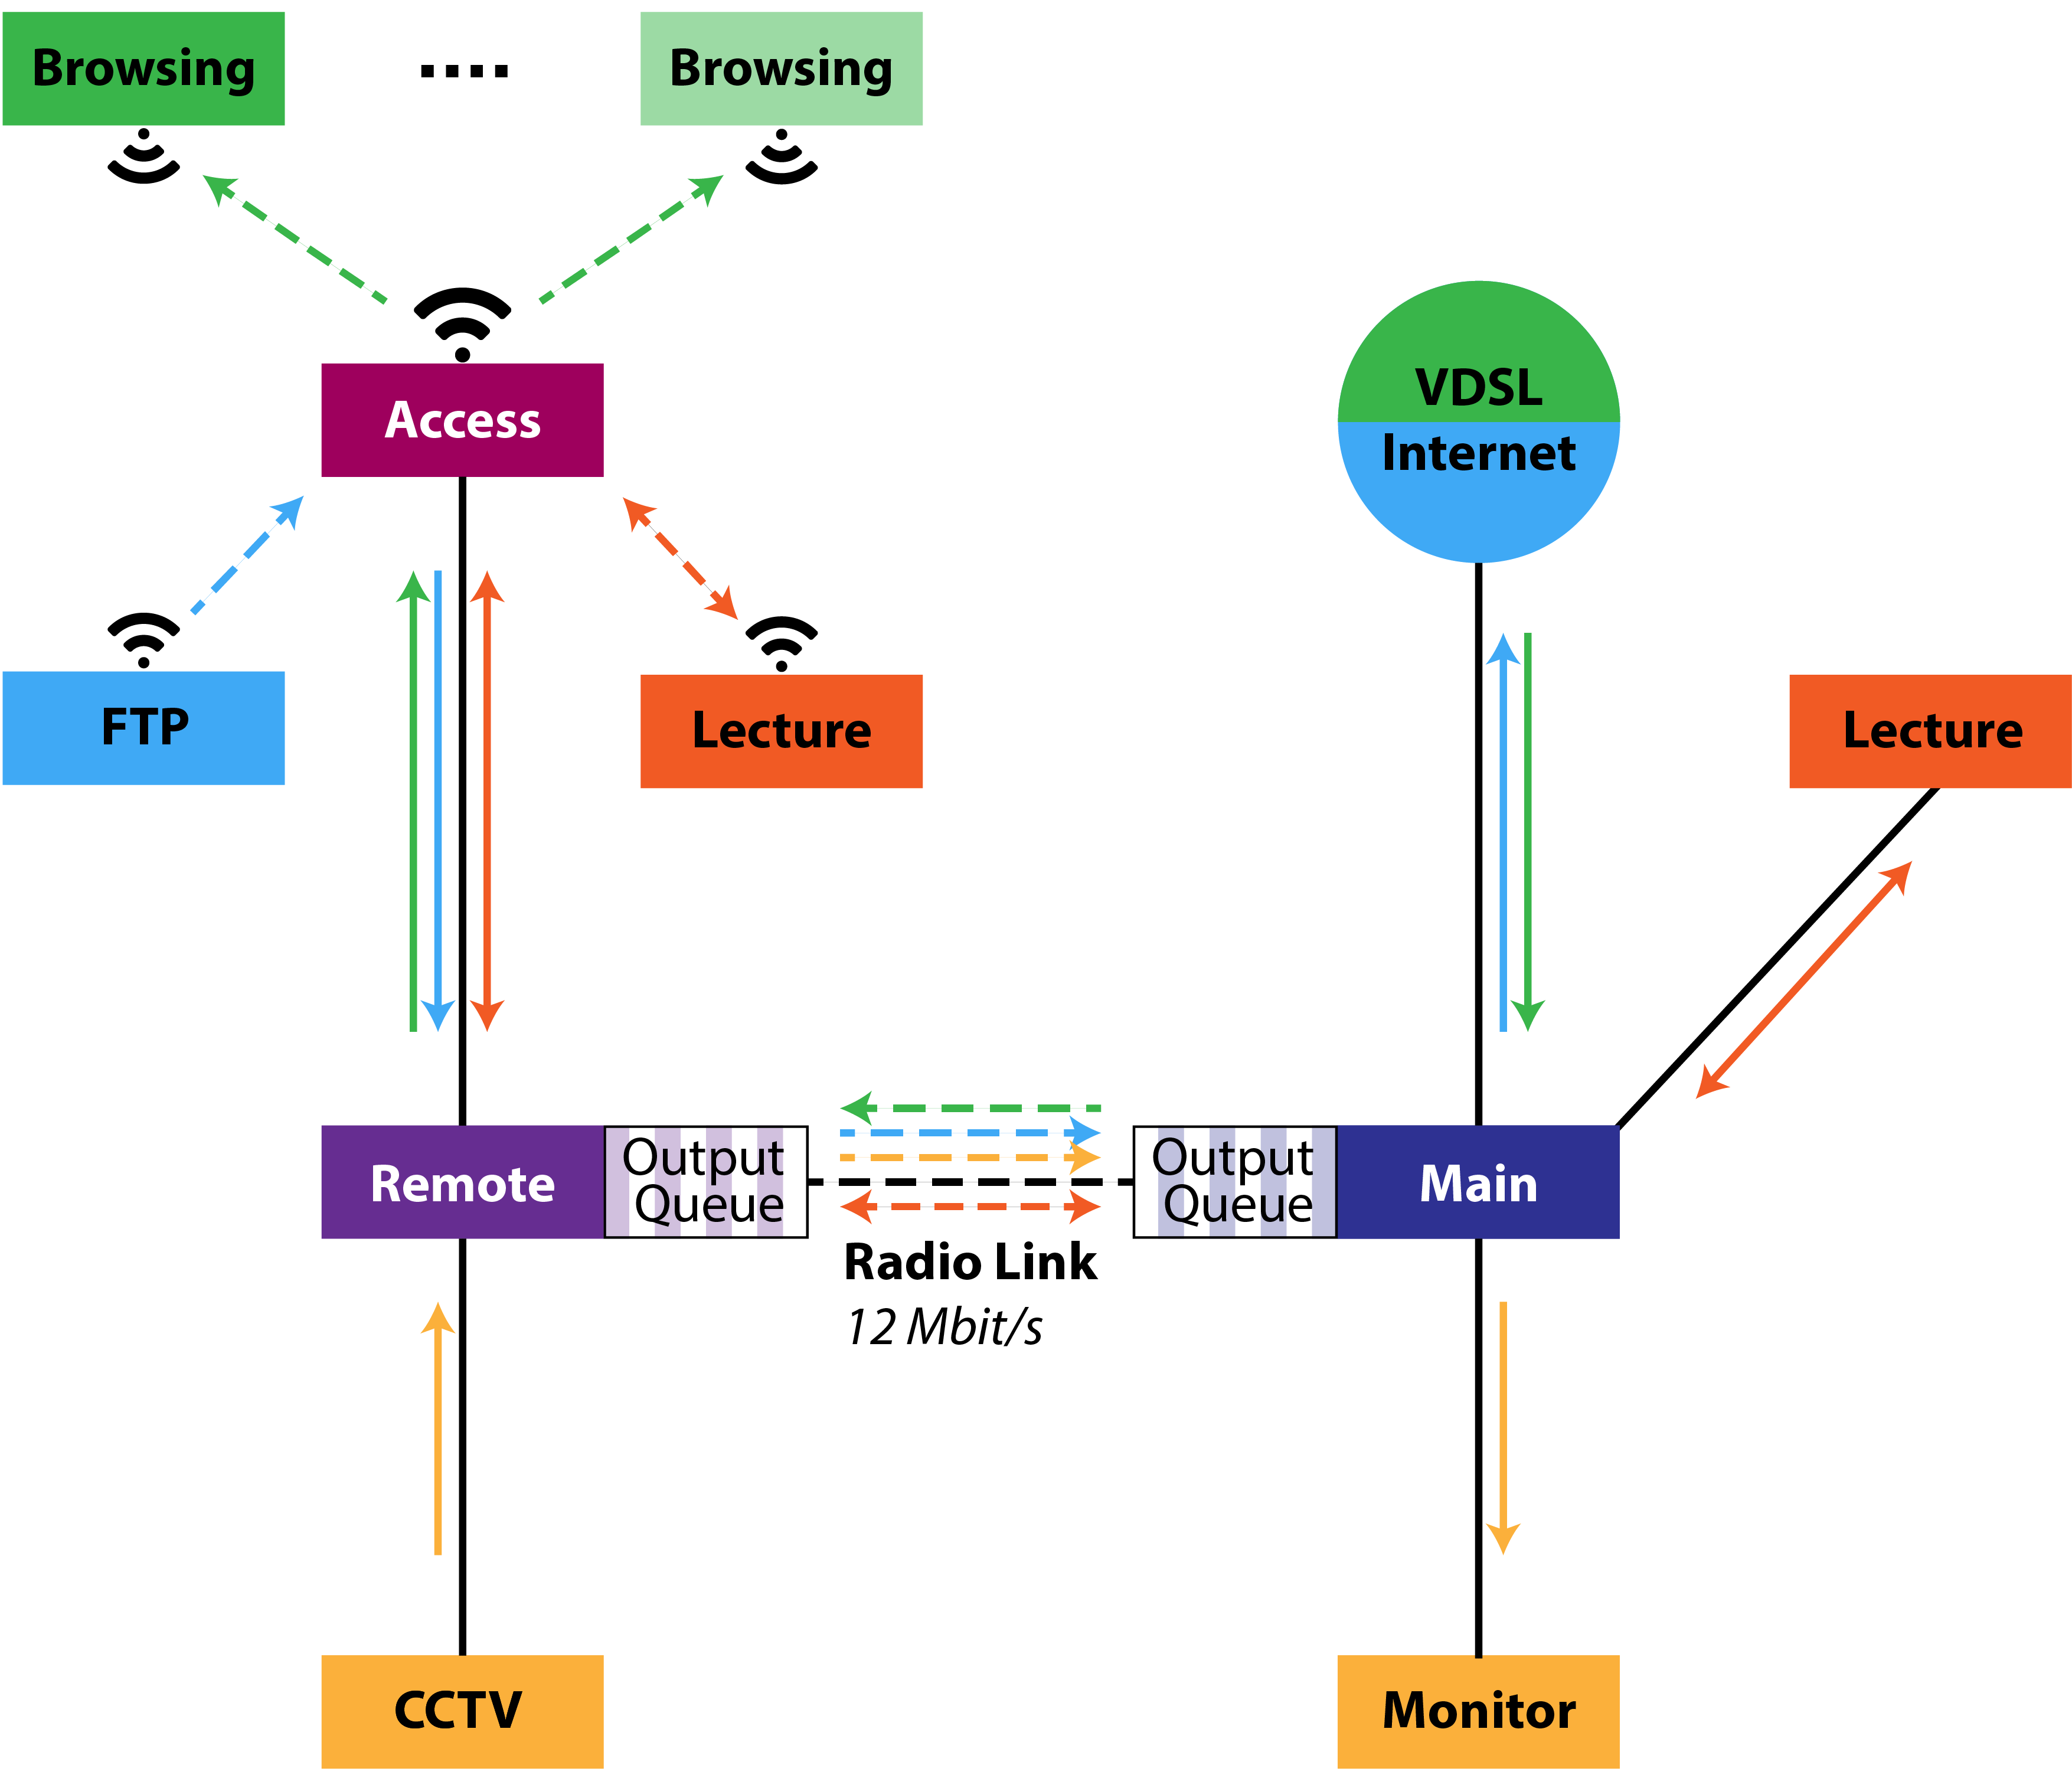 Browsing
Browsing
Access
VDSL
Internet
FTP
Lecture
Lecture
Remote
Output
Queue
Output
Queue
Main
Radio Link
12 Mbit/s
CCTV
Monitor